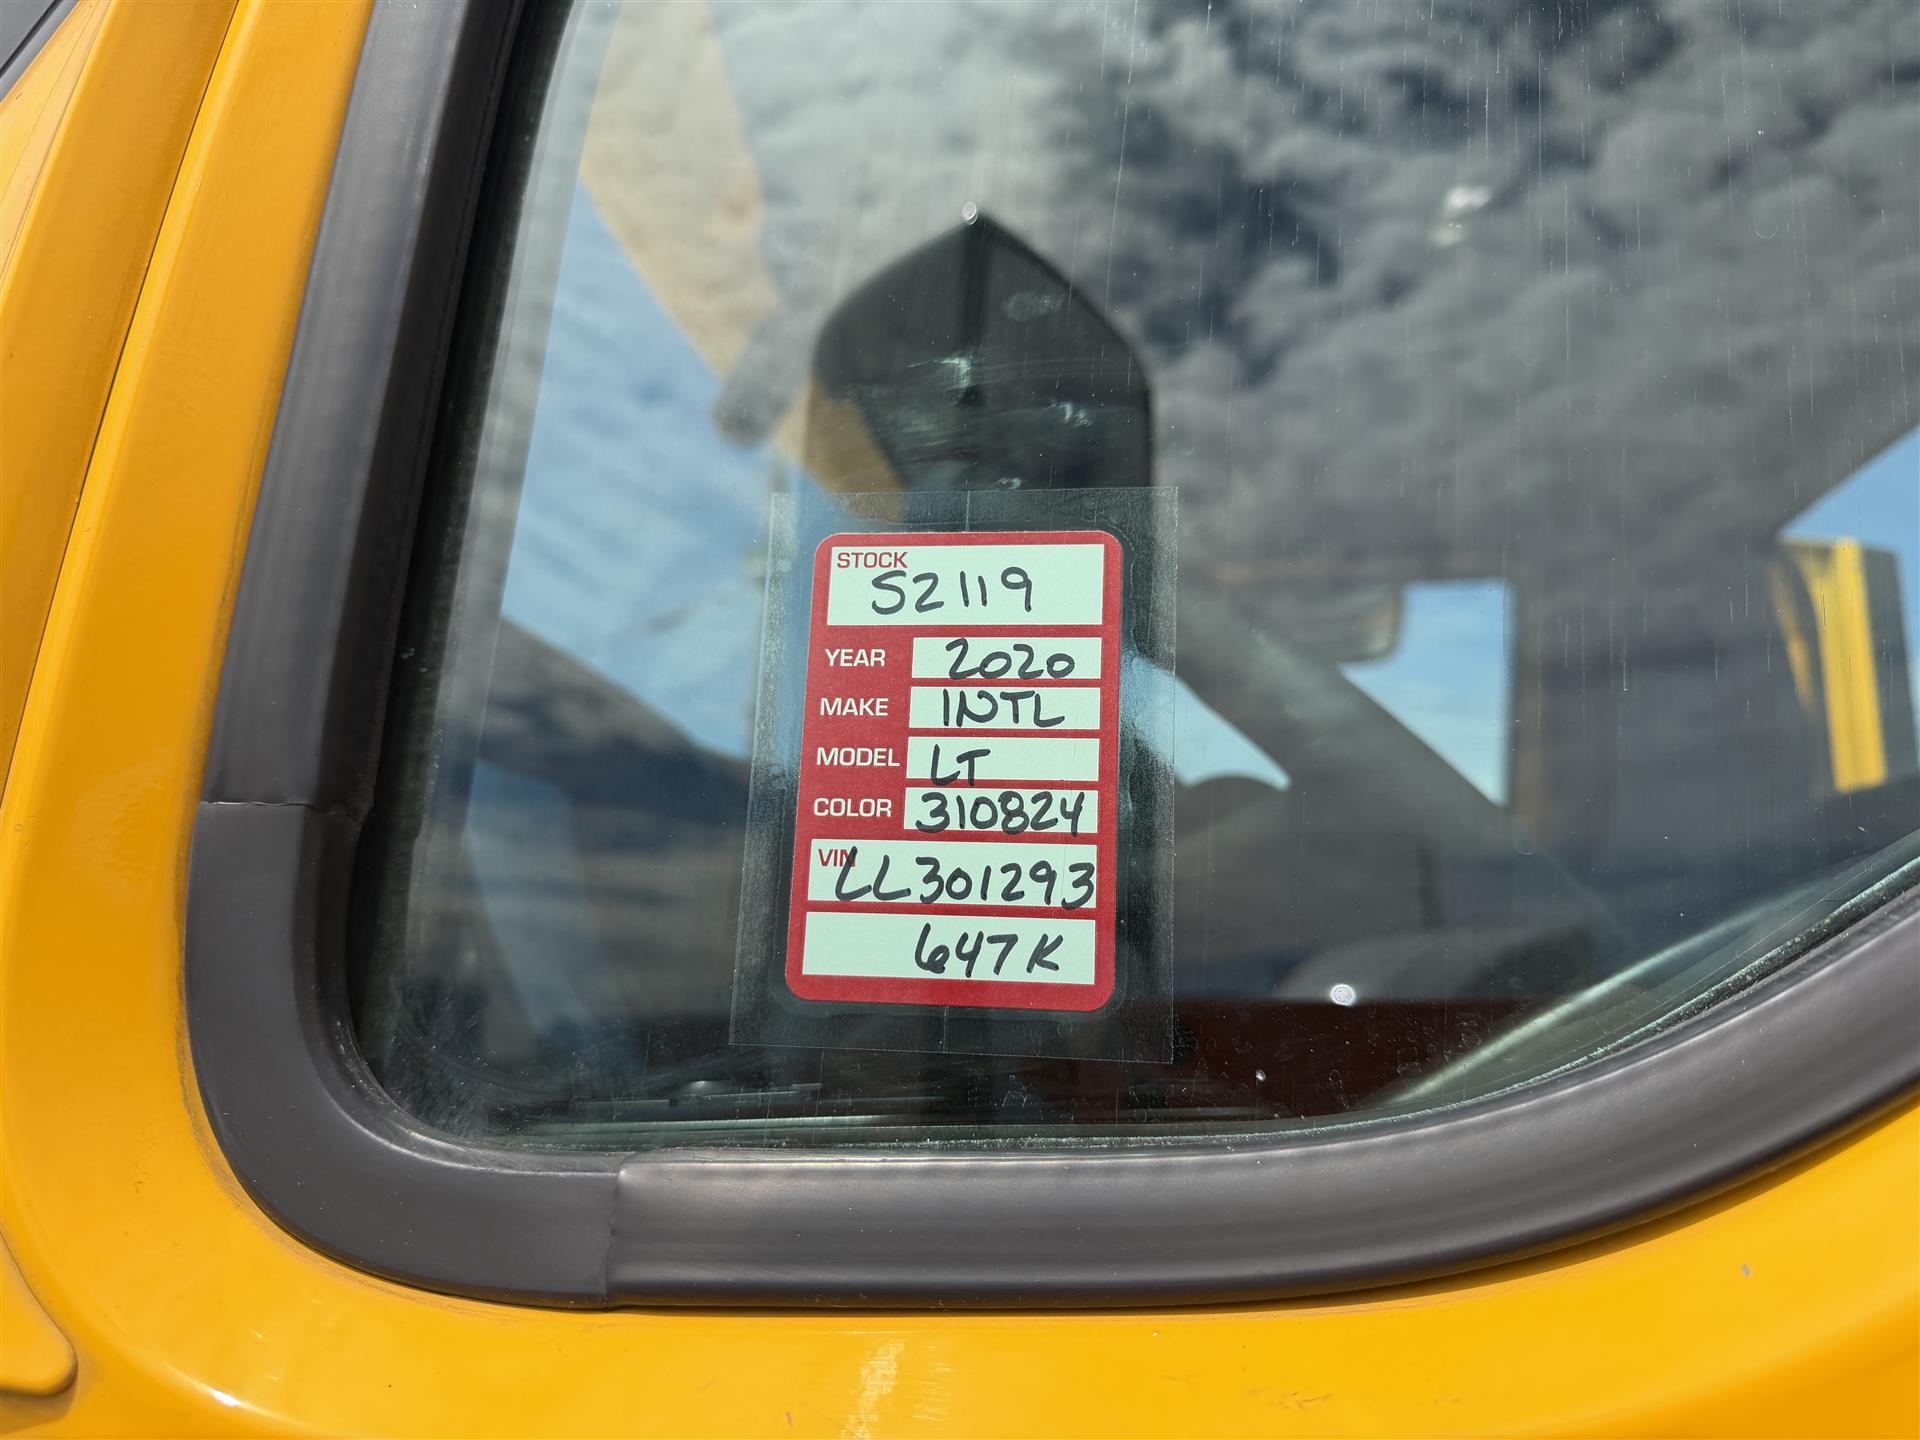 STOCK
S2119
YEAR 2020
MAKE INTL
MODEL LT
COLOR 310824
VIN LL301293
647K